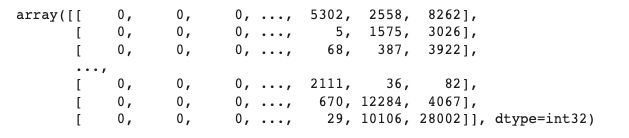 array([[    0,     0,     0, ...,  5302,  2558,  8262],
       [    0,     0,     0, ...,     5,  1575,  3026],
       [    0,     0,     0, ...,    68,   387,  3922],
       ...,
       [    0,     0,     0, ...,  2111,    36,    82],
       [    0,     0,     0, ...,   670, 12284,  4067],
       [    0,     0,     0, ...,    29, 10106, 28002]], dtype=int32)